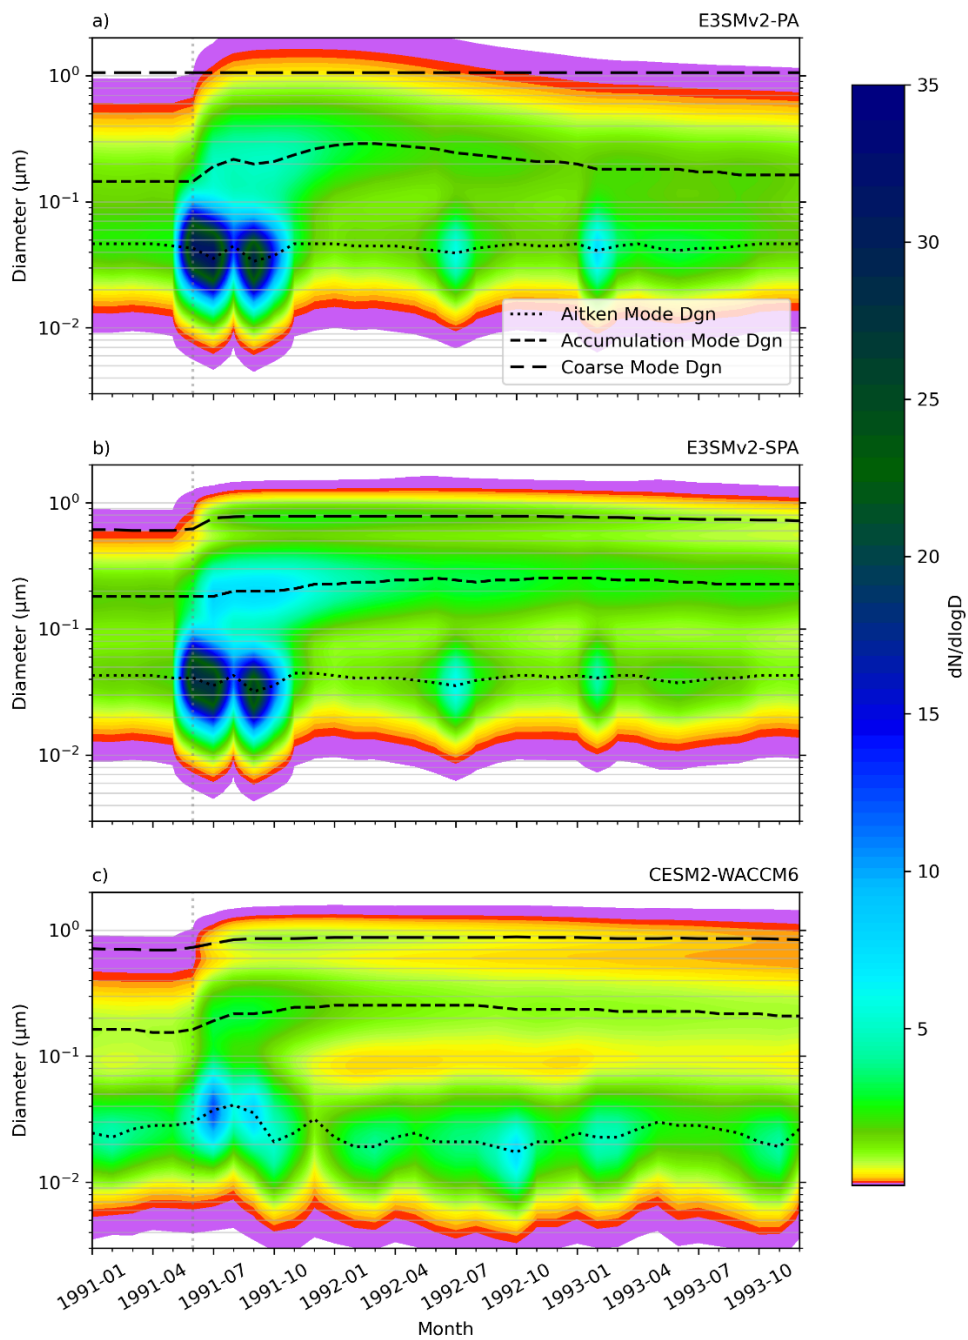 a) E3SMv2-PA
10⁰
10⁻¹
10⁻²
Diameter (μm)
Aitken Mode Dgn
Accumulation Mode Dgn
Coarse Mode Dgn
b) E3SMv2-SPA
10⁰
10⁻¹
10⁻²
Diameter (μm)
c) CESM2-WACCM6
10⁰
10⁻¹
10⁻²
Diameter (μm)
1991-01 1991-04 1991-07 1991-10 1992-01 1992-04 1992-07 1992-10 1993-01 1993-04 1993-07 1993-10
Month
35
30
25
20
15
10
5
dN/dlogD